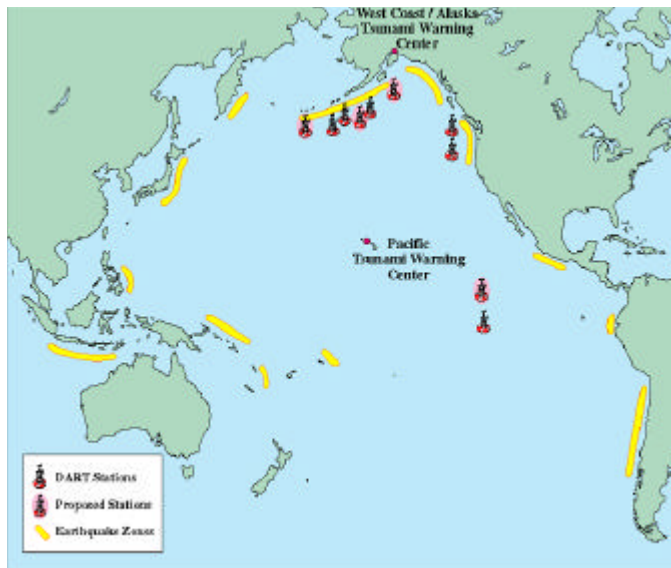 West Coast / Alaska
Tsunami Warning
Center
Pacific
Tsunami Warning
Center
DART Stations
Proposed Stations
Earthquake Zones